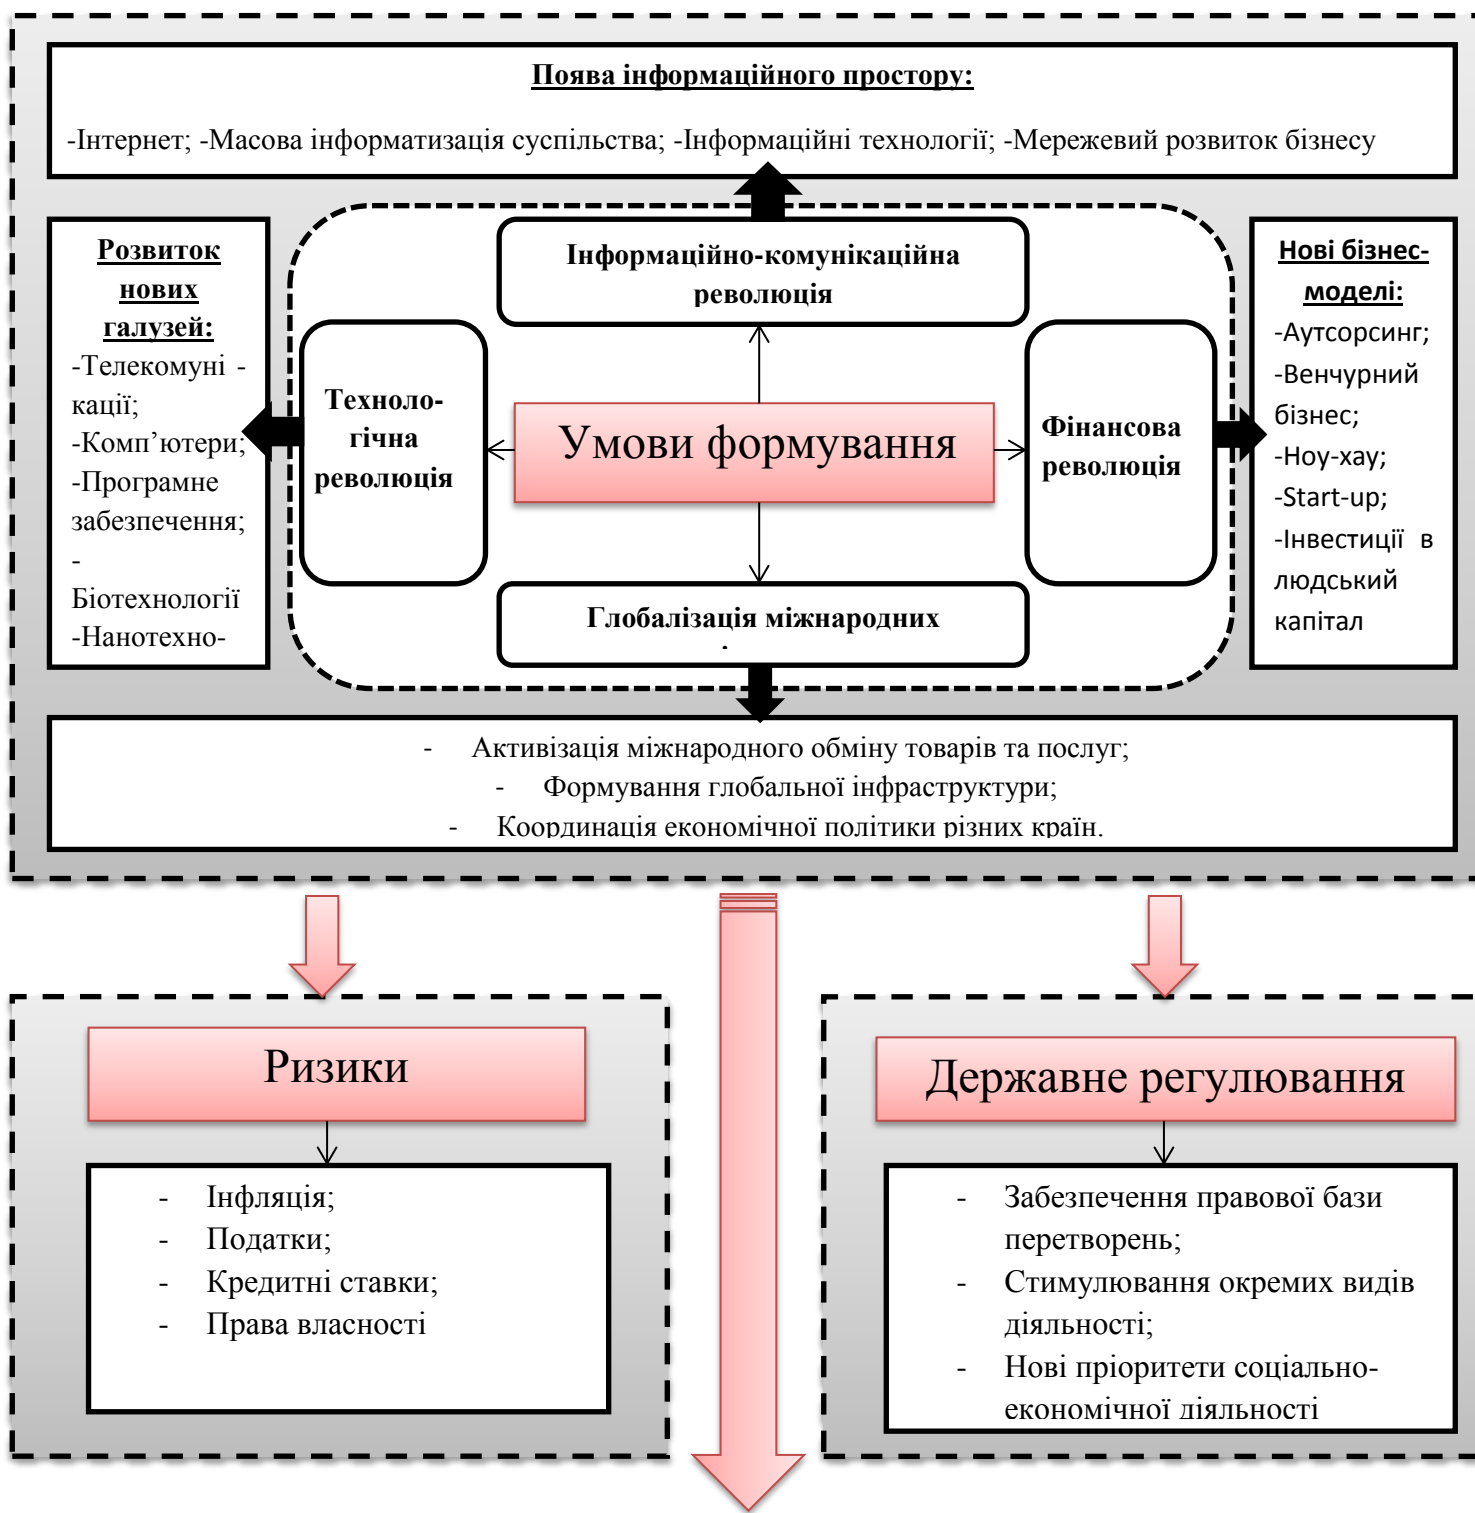 Поява інформаційного простору:
-Інтернет; -Масова інформатизація суспільства; -Інформаційні технології; -Мережевий розвиток бізнесу
Розвиток
нових
галузей:
-Телекомуні -
кації;
-Комп’ютери;
-Програмне
забезпечення;
-
Біотехнології
-Нанотехно-
Інформаційно-комунікаційна
революція
Техноло-
гічна
революція
Умови формування
Фінансова
революція
Глобалізація міжнародних
Нові бізнес-
моделі:
-Аутсорсинг;
-Венчурний
бізнес;
-Ноу-хау;
-Start-up;
-Інвестиції в
людський
капітал
- Активізація міжнародного обміну товарів та послуг;
- Формування глобальної інфраструктури;
- Координація економічної політики різних країн.
Ризики
- Інфляція;
- Податки;
- Кредитні ставки;
- Права власності
Державне регулювання
- Забезпечення правової бази
перетворень;
- Стимулювання окремих видів
діяльності;
- Нові пріоритети соціально-
економічної діяльності